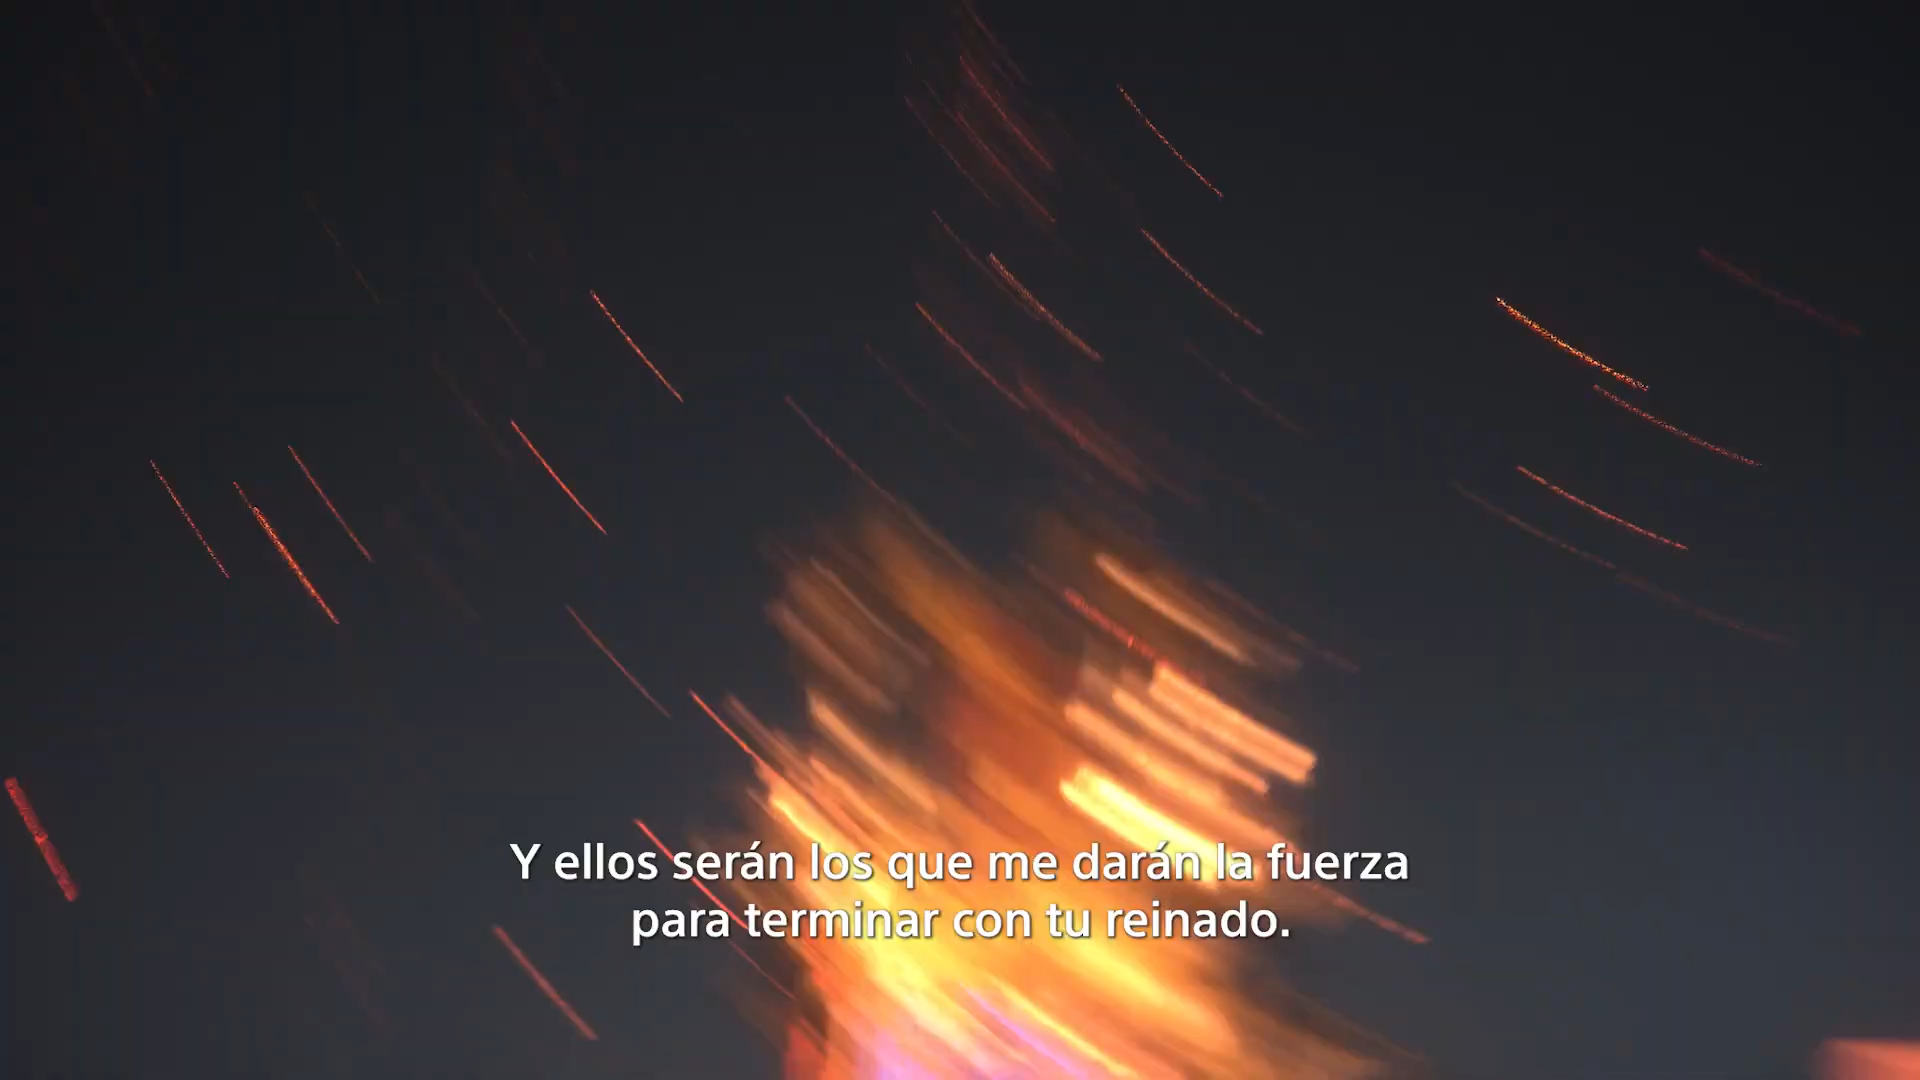 Y ellos serán los que me darán la fuerza
para terminar con tu reinado.